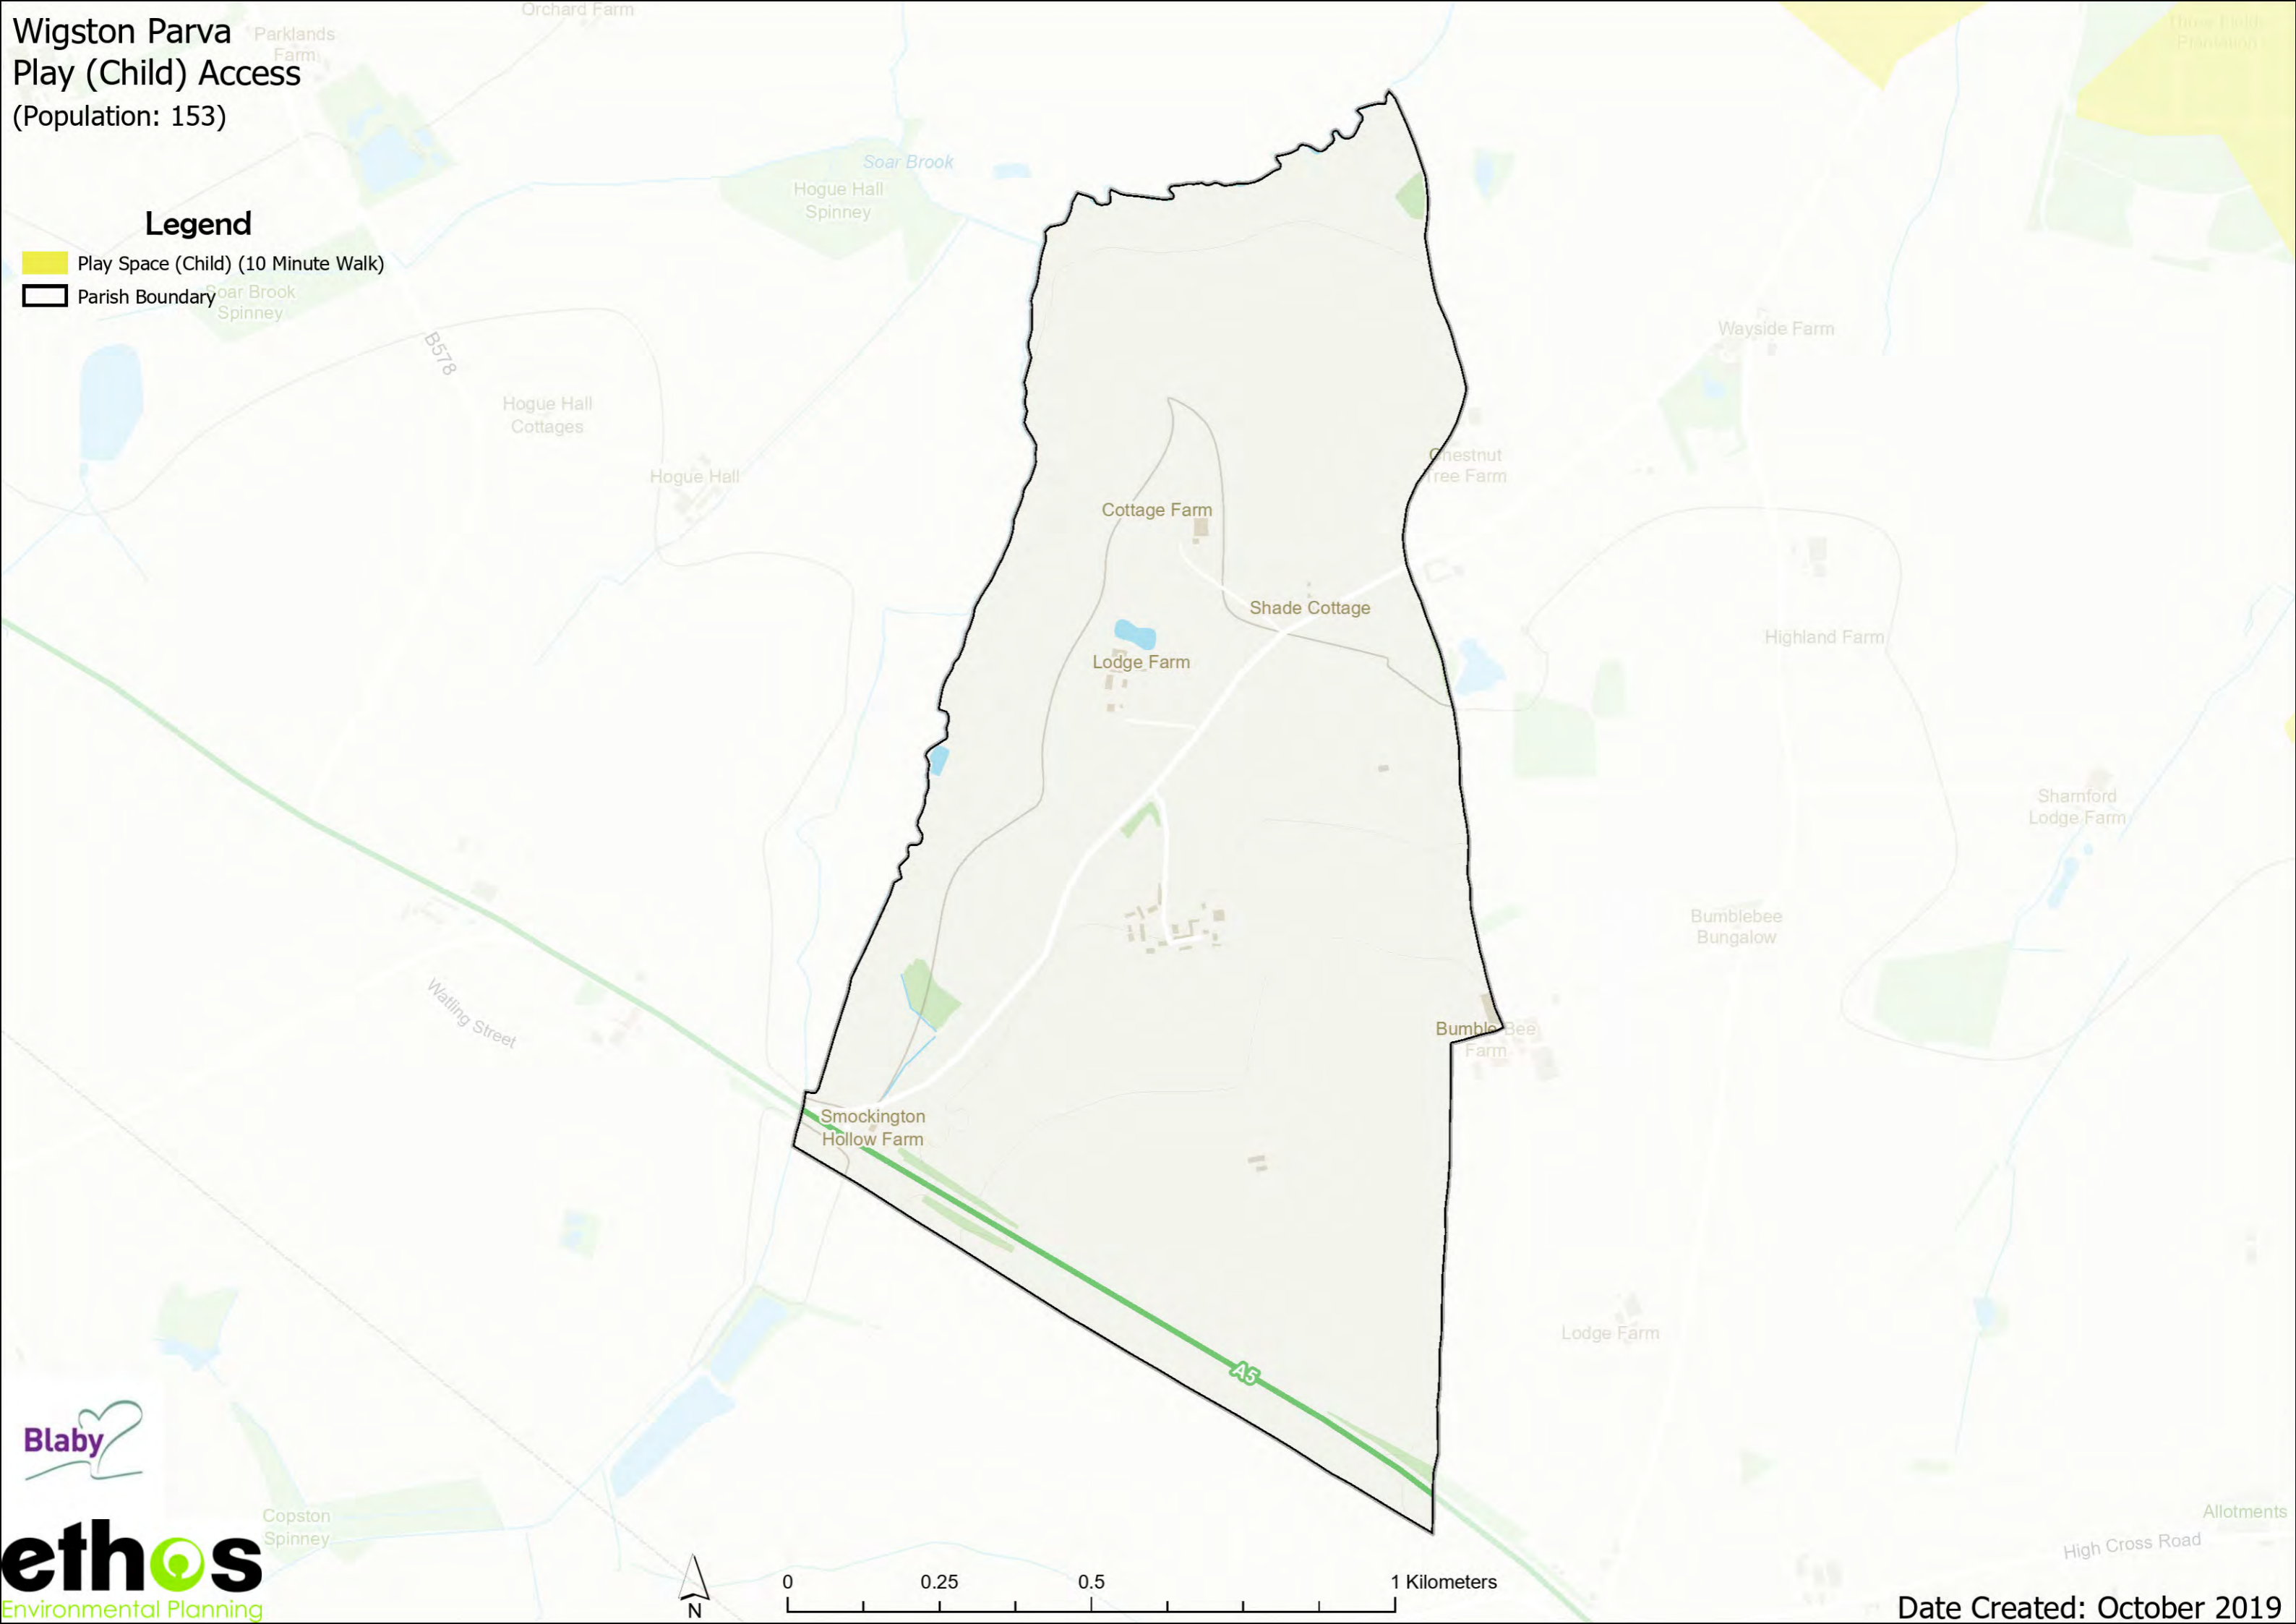 Wigston Parva
Play (Child) Access
(Population: 153)
Orchard Farm
Parklands
Farm
Legend
Play Space (Child) (10 Minute Walk)
Parish Boundary
Soar Brook
Spinney
Soar Brook
Hogue Hall
Spinney
Three Fields
Plantation
B578
Hogue Hall
Cottages
Hogue Hall
Wayside Farm
Chestnut
Tree Farm
Cottage Farm
Shade Cottage
Lodge Farm
Highland Farm
Sharnford
Lodge Farm
Bumblebee
Bungalow
Bumble Bee
Farm
Watling Street
Smockington
Hollow Farm
Lodge Farm
A5
Blaby
Copston
Spinney
ethos
Environmental Planning
N
0 0.25 0.5 1 Kilometers
Allotments
High Cross Road
Date Created: October 2019